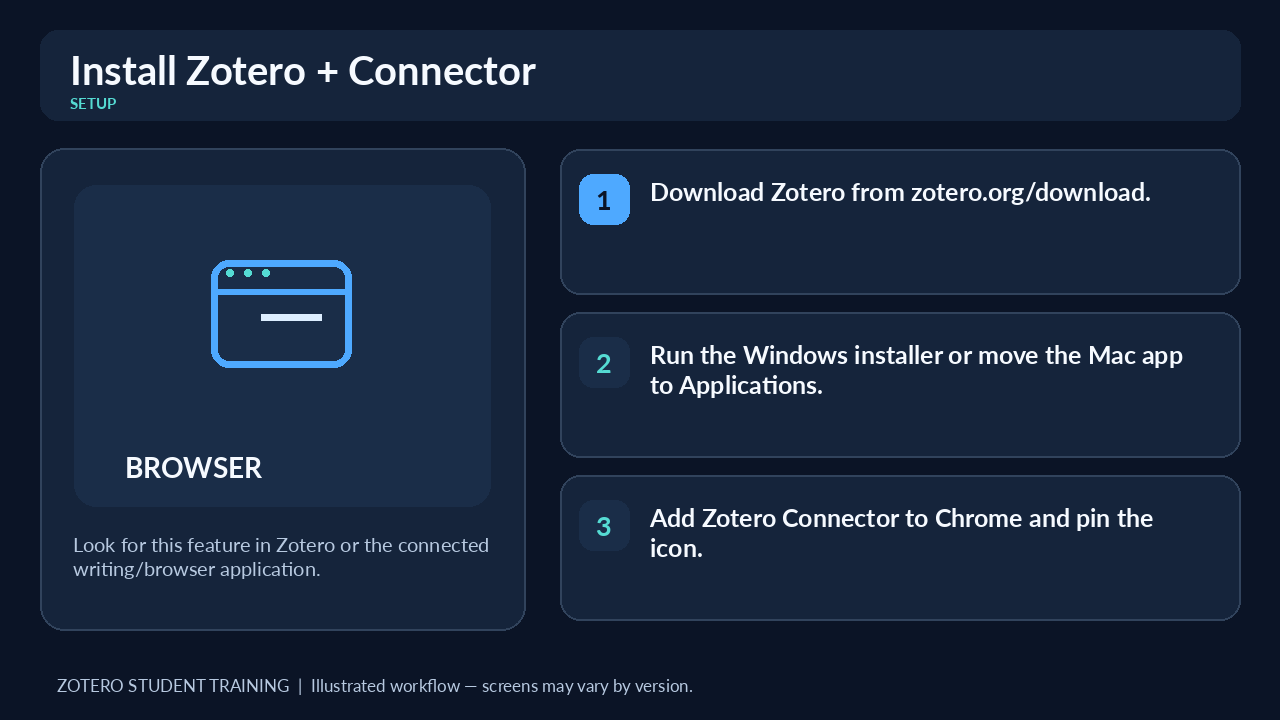 Install Zotero + Connector
SETUP
BROWSER
Look for this feature in Zotero or the connected
writing/browser application.
1
Download Zotero from zotero.org/download.
2
Run the Windows installer or move the Mac app
to Applications.
3
Add Zotero Connector to Chrome and pin the
icon.
ZOTERO STUDENT TRAINING | Illustrated workflow — screens may vary by version.